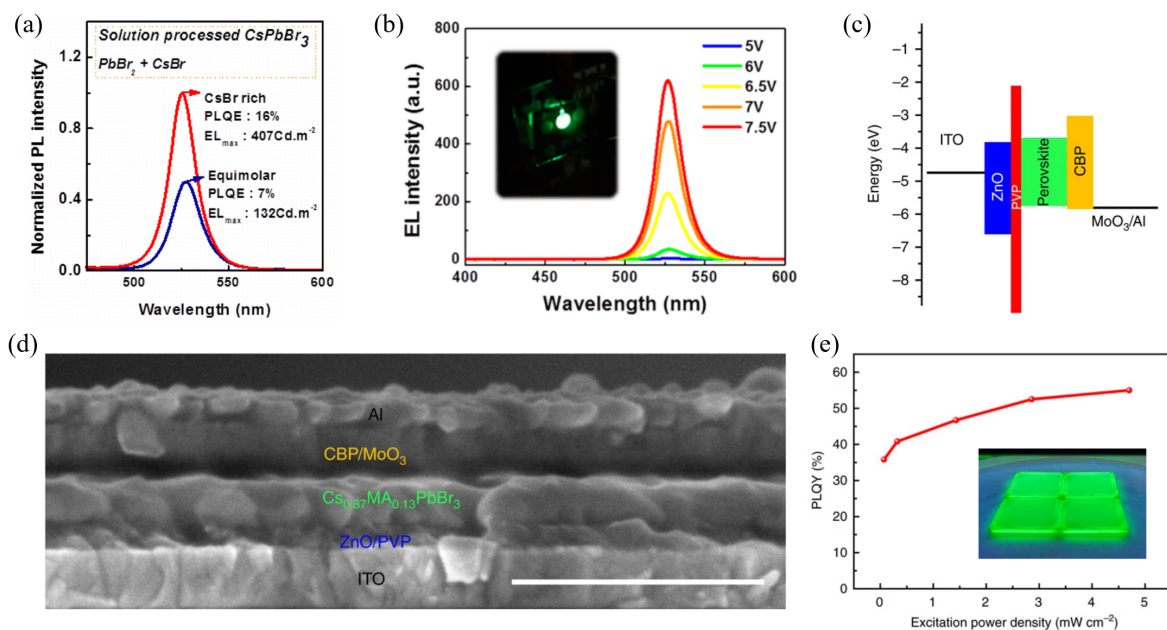 (a)
Solution processed CsPbBr₃
PbBr₂ + CsBr
CsBr rich
PLQE : 16%
ELₘₐₓ : 407Cd.m⁻²
Equimolar
PLQE : 7%
ELₘₐₓ : 132Cd.m⁻²
Normalized PL intensity
1.2
0.8
0.4
0.0
500
550
600
Wavelength (nm)
(b)
EL intensity (a.u.)
800
600
400
200
0
5V
6V
6.5V
7V
7.5V
400
450
500
550
600
Wavelength (nm)
(c)
Energy (eV)
−1
−2
−3
−4
−5
−6
−7
−8
ITO
ZnO
PVP
Perovskite
CBP
MoO₃/Al
(d)
Al
CBP/MoO₃
Cs₀.₈₇MA₀.₁₃PbBr₃
ZnO/PVP
ITO
(e)
PLQY (%)
60
50
40
30
20
10
0
0
1
2
3
4
5
Excitation power density (mW cm⁻²)